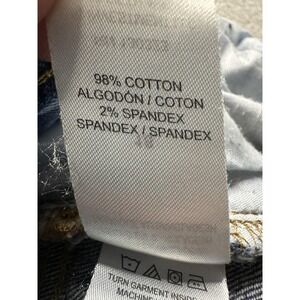 98% COTTON
ALGODÓN / COTON
2% SPANDEX
SPANDEX / SPANDEX
TURN GARMENT INSIDE
MACHINE